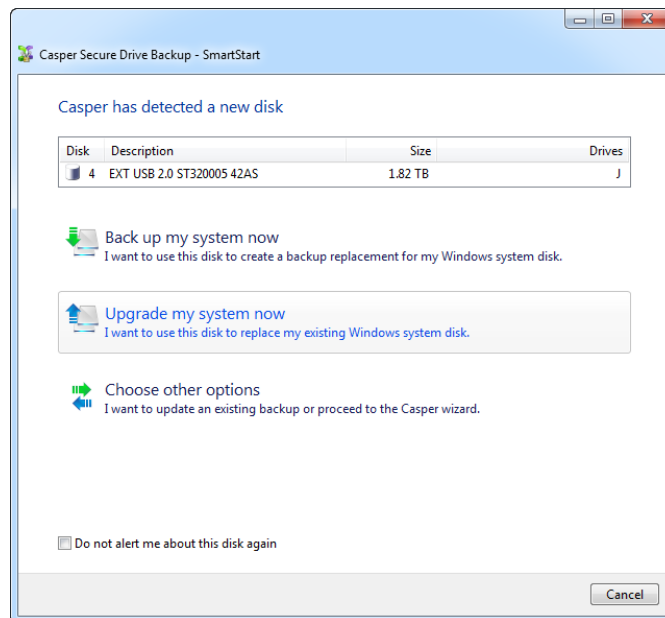 Casper Secure Drive Backup - SmartStart
Casper has detected a new disk
Disk Description Size Drives
4 EXT USB 2.0 ST320005 42AS 1.82 TB J
Back up my system now
I want to use this disk to create a backup replacement for my Windows system disk.
Upgrade my system now
I want to use this disk to replace my existing Windows system disk.
Choose other options
I want to update an existing backup or proceed to the Casper wizard.
Do not alert me about this disk again
Cancel